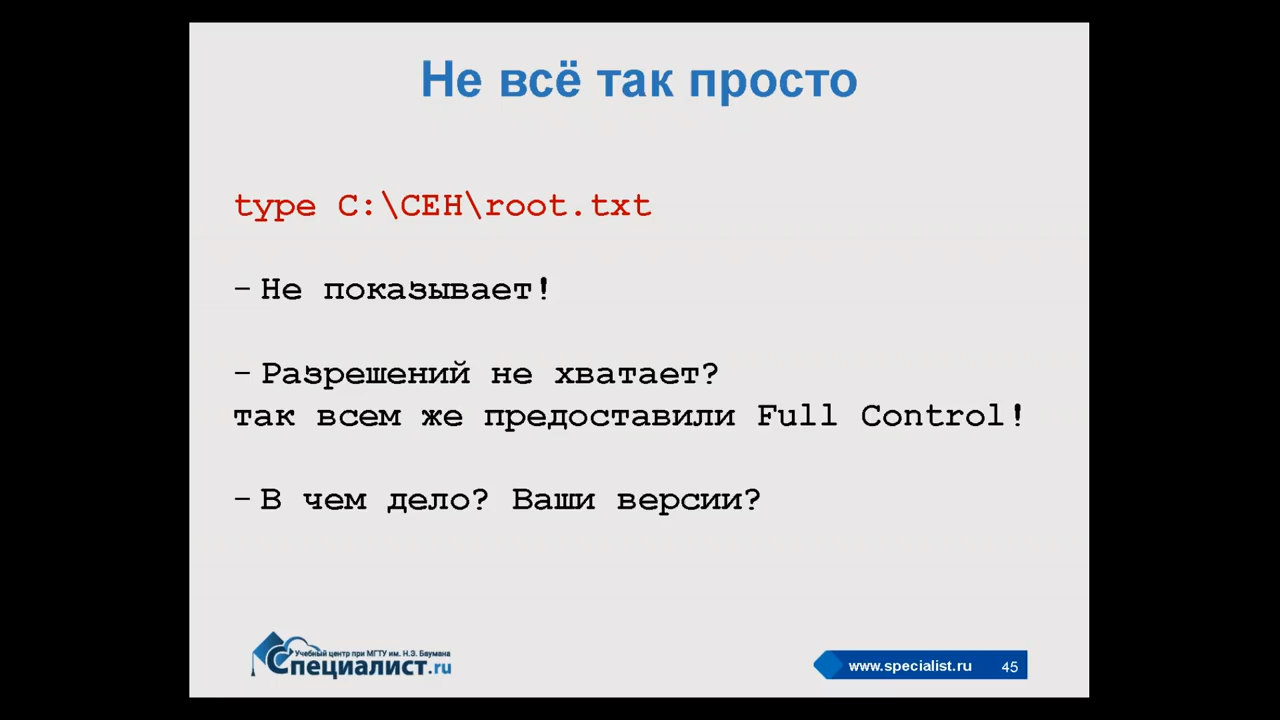 Не всё так просто
type C:\CEH\root.txt
– Не показывает!
– Разрешений не хватает?
так всем же предоставили Full Control!
– В чем дело? Ваши версии?
Учебный центр при МГТУ им. Н.Э. Баумана
Специалист.ru
www.specialist.ru 45